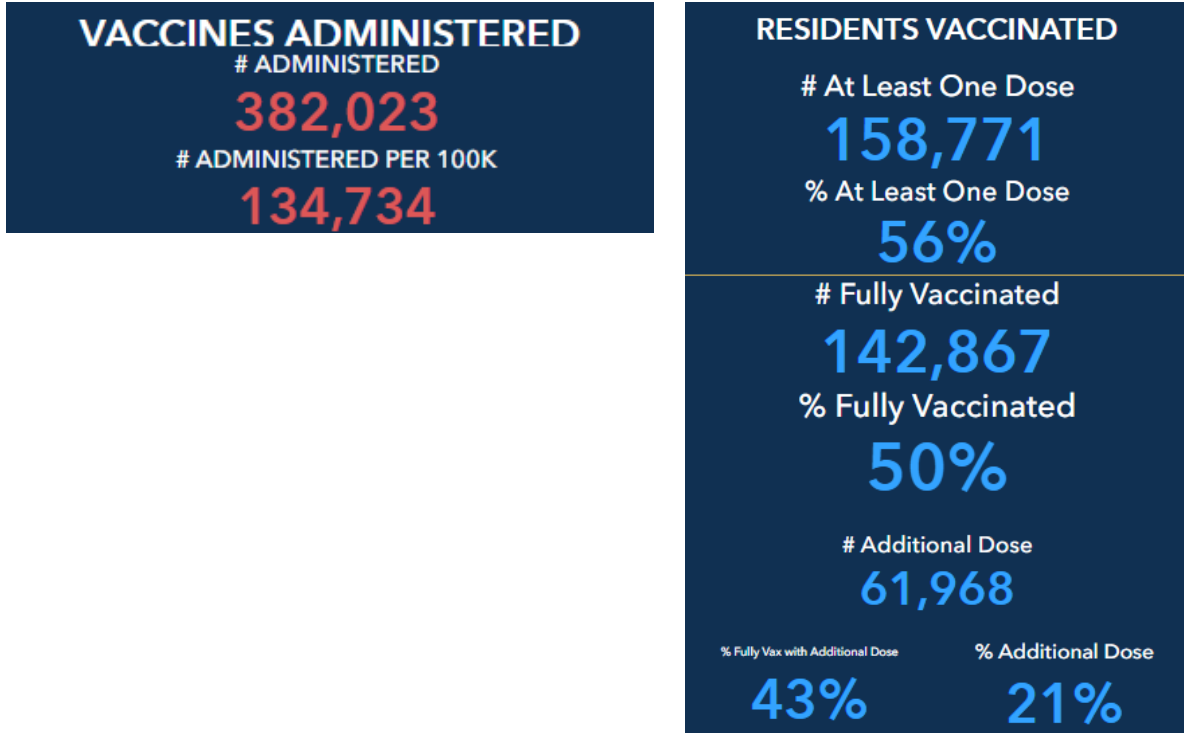 VACCINES ADMINISTERED
# ADMINISTERED
382,023
# ADMINISTERED PER 100K
134,734
RESIDENTS VACCINATED
# At Least One Dose
158,771
% At Least One Dose
56%
# Fully Vaccinated
142,867
% Fully Vaccinated
50%
# Additional Dose
61,968
% Fully Vax with Additional Dose
43%
% Additional Dose
21%